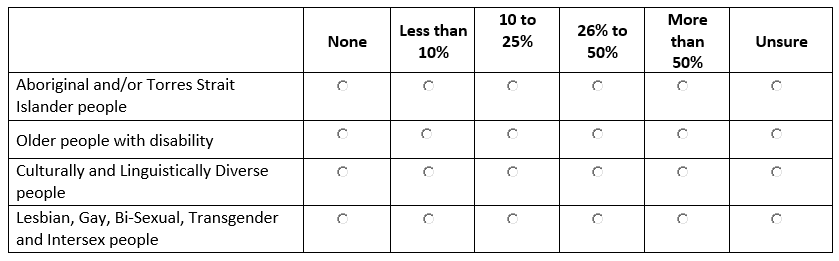 None
Less than
10%
10 to
25%
26% to
50%
More
than
50%
Unsure
Aboriginal and/or Torres Strait
Islander people
Older people with disability
Culturally and Linguistically Diverse
people
Lesbian, Gay, Bi-Sexual, Transgender
and Intersex people